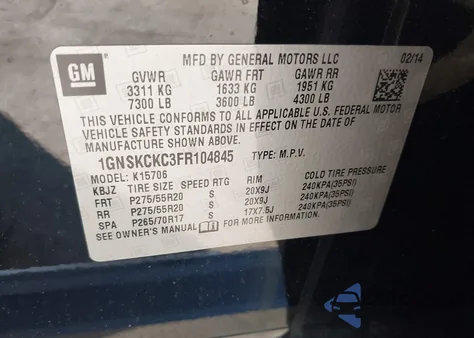 GM
MFD BY GENERAL MOTORS LLC 02/14
GVWR GAWR FRT GAWR RR
3311 KG 1633 KG 1951 KG
7300 LB 3600 LB 4300 LB
THIS VEHICLE CONFORMS TO ALL APPLICABLE U.S. FEDERAL MOTOR
VEHICLE SAFETY AND THEFT PREVENTION STANDARDS IN EFFECT ON THE DATE OF
MANUFACTURE SHOWN ABOVE.
1GNSKCKC3FR104845 TYPE: M.P.V.
MODEL: K15706
KBJZ TIRE SIZE SPEED RTG RIM COLD TIRE PRESSURE
FRT P275/55R20 S 20X9J 240KPA(35PSI)
RR P275/55R20 S 20X9J 240KPA(35PSI)
SPA P265/70R17 S 17X7.5J 240KPA(35PSI)
SEE OWNER'S MANUAL FOR MORE INFORMATION.